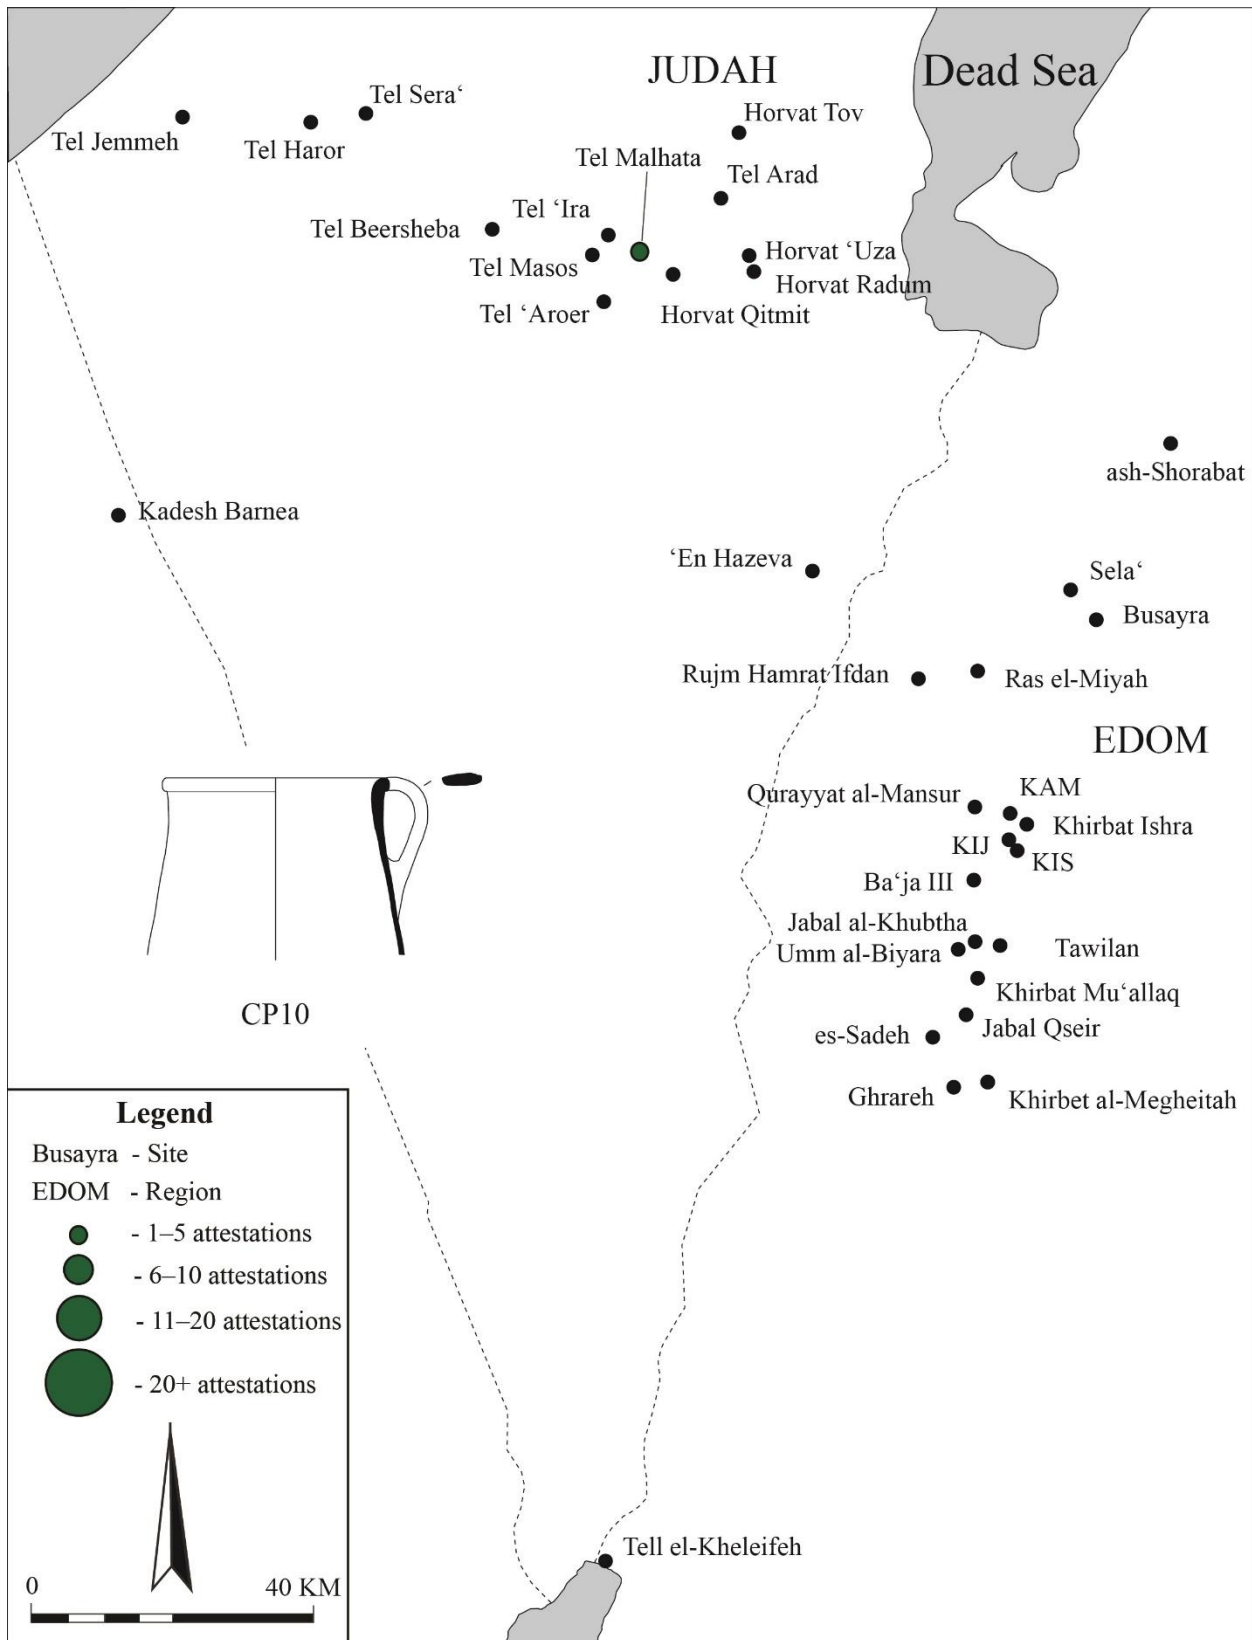 JUDAH
Dead Sea
Tel Sera‘
Tel Jemmeh
Tel Haror
Horvat Tov
Tel Malhata
Tel Arad
Tel ‘Ira
Tel Beersheba
Tel Masos
Horvat ‘Uza
Horvat Radum
Tel ‘Aroer
Horvat Qitmit
ash-Shorabat
Kadesh Barnea
‘En Hazeva
Sela‘
Busayra
Rujm Hamrat Ifdan
Ras el-Miyah
EDOM
Qurayyat al-Mansur
KAM
Khirbat Ishra
KIJ
KIS
Ba‘ja III
Jabal al-Khubtha
Umm al-Biyara
Tawilan
Khirbat Mu‘allaq
Jabal Qseir
es-Sadeh
Ghrareh
Khirbet al-Megheitah
CP10
Legend
Busayra - Site
EDOM - Region
- 1–5 attestations
- 6–10 attestations
- 11–20 attestations
- 20+ attestations
0 40 KM
Tell el-Kheleifeh